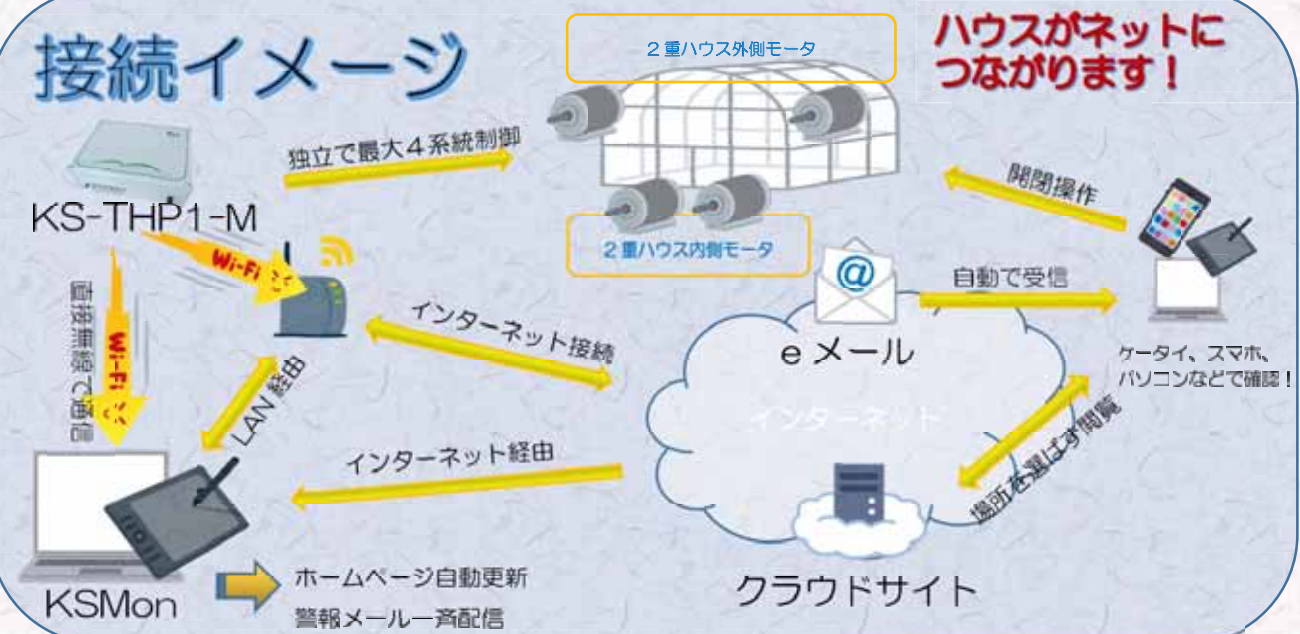 接続イメージ
2重ハウス外側モータ
ハウスがネットに
つながります！
独立で最大4系統制御
KS-THP1-M
開閉操作
2重ハウス内側モータ
Wi-Fi
直接無線で通信
Wi-Fi
@
自動で受信
インターネット接続
eメール
ケータイ、スマホ、
パソコンなどで確認！
LAN経由
インターネット
インターネット経由
場所を選ばず閲覧
クラウドサイト
KSMon
ホームページ自動更新
警報メール一斉配信